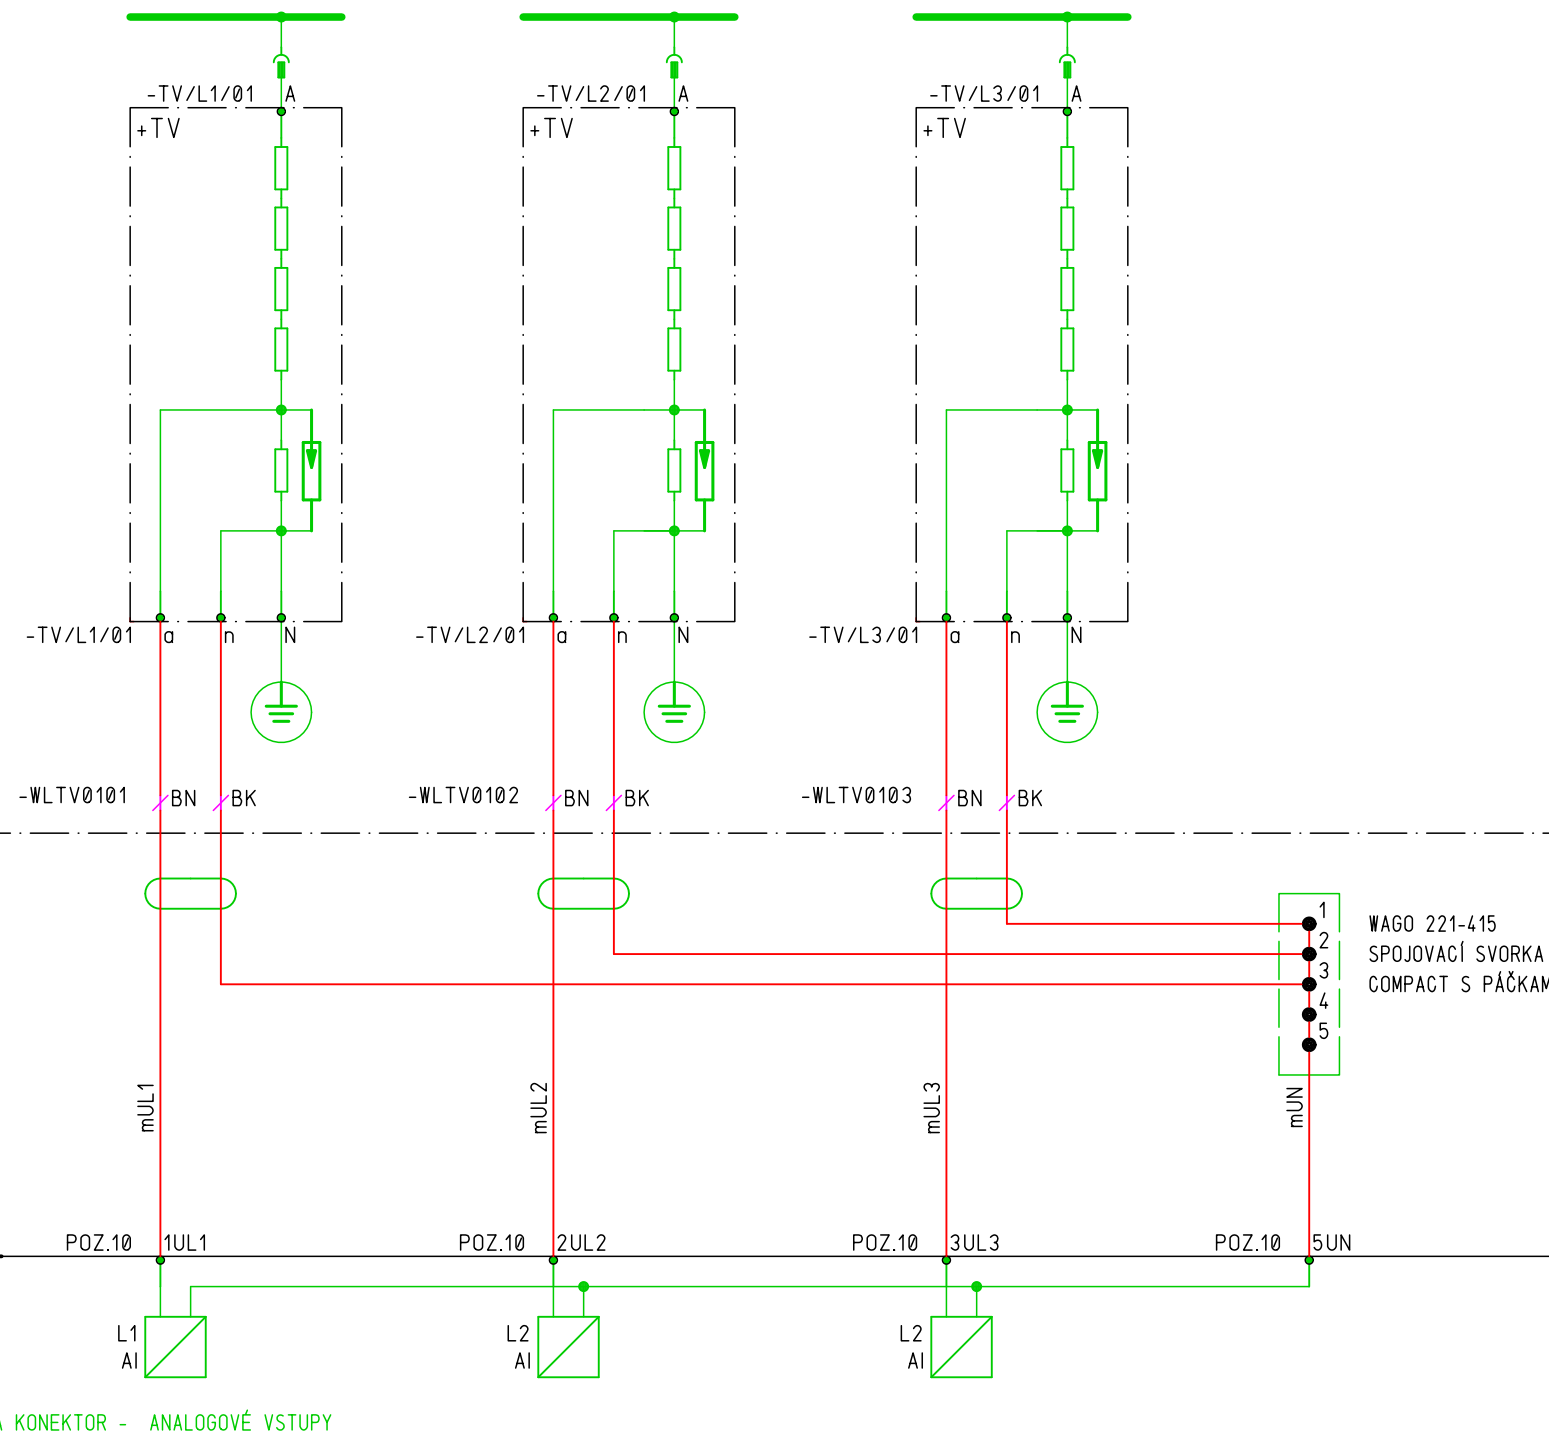 -TV/L1/01 A
-TV/L2/01 A
-TV/L3/01 A
+TV
+TV
+TV
-TV/L1/01 a n N
-TV/L2/01 a n N
-TV/L3/01 a n N
-WLTV0101 BN BK
-WLTV0102 BN BK
-WLTV0103 BN BK
1
2
3
4
5
WAGO 221-415
SPOJOVACÍ SVORKA
COMPACT S PÁČKAM
mUL1
mUL2
mUL3
mUN
POZ.10 1UL1
POZ.10 2UL2
POZ.10 3UL3
POZ.10 5UN
L1
AI
L2
AI
L2
AI
A KONEKTOR - ANALOGOVÉ VSTUPY